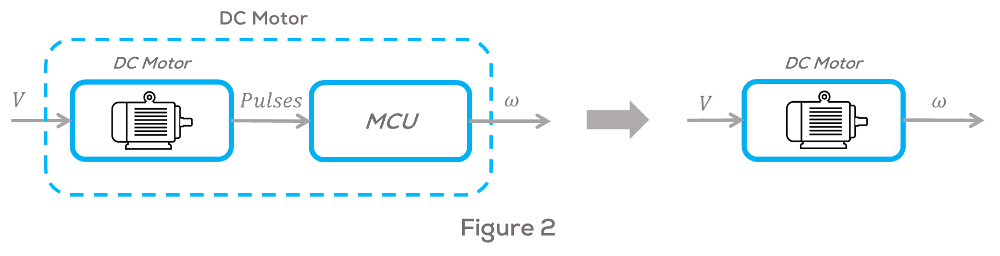 DC Motor
DC Motor
V
Pulses
MCU
ω
DC Motor
V
ω
Figure 2